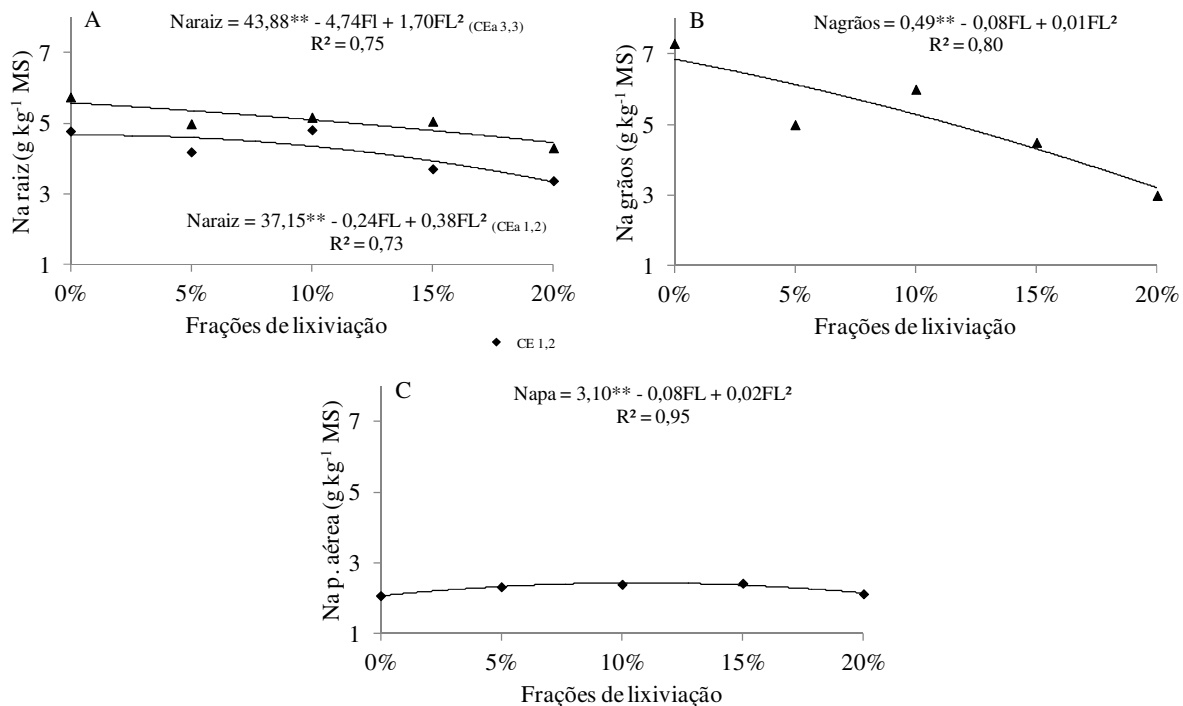 A
Naraiz = 43,88** - 4,74Fl + 1,70FL² (CEa 3,3)
R² = 0,75
7
5
3
1
Na raiz (g kg⁻¹ MS)
Naraiz = 37,15** - 0,24FL + 0,38FL² (CEa 1,2)
R² = 0,73
0% 5% 10% 15% 20%
Frações de lixiviação
CE 1,2
B
Nagrãos = 0,49** - 0,08FL + 0,01FL²
R² = 0,80
7
5
3
1
Na grãos (g kg⁻¹ MS)
0% 5% 10% 15% 20%
Frações de lixiviação
C
Napa = 3,10** - 0,08FL + 0,02FL²
R² = 0,95
7
5
3
1
Na p. aérea (g kg⁻¹ MS)
0% 5% 10% 15% 20%
Frações de lixiviação